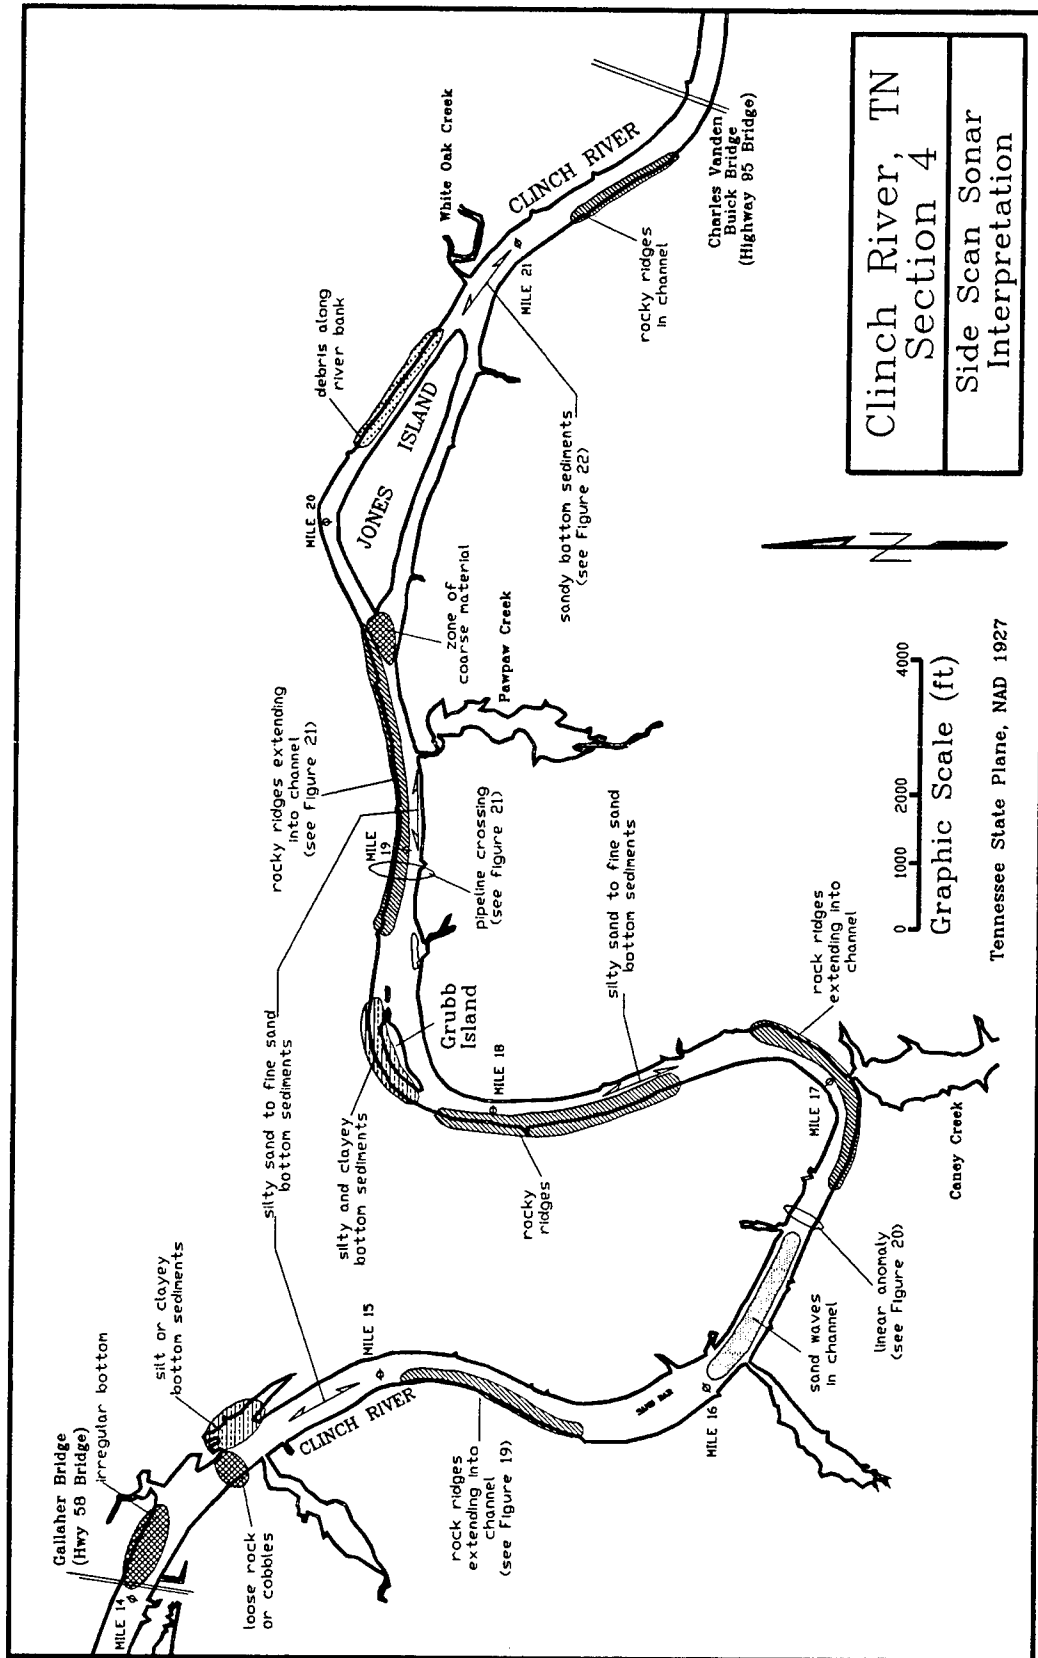 Gallaher Bridge
(Hwy 58 Bridge)
irregular bottom
MILE 14
silt or clayey
bottom sediments
loose rock
or cobbles
CLINCH RIVER
MILE 15
rock ridges
extending into
channel
(see Figure 19)
silty sand to fine sand
bottom sediments
SAND BAR
MILE 16
sand waves
in channel
linear anomaly
(see Figure 20)
MILE 17
Caney Creek
rock ridges
extending into
channel
silty sand to fine sand
bottom sediments
rocky
ridges
MILE 18
silty and clayey
bottom sediments
Grubb
Island
rocky ridges extending
into channel
(see figure 21)
MILE
19
pipeline crossing
(see figure 21)
Pawpaw Creek
zone of
coarse material
MILE 20
JONES ISLAND
debris along
river bank
sandy bottom sediments
(see Figure 22)
White Oak Creek
MILE 21
CLINCH RIVER
rocky ridges
in channel
Charles Vanden
Buick Bridge
(Highway 95 Bridge)
N
0 1000 2000 4000
Graphic Scale (ft)
Tennessee State Plane, NAD 1927
Clinch River, TN
Section 4
Side Scan Sonar
Interpretation